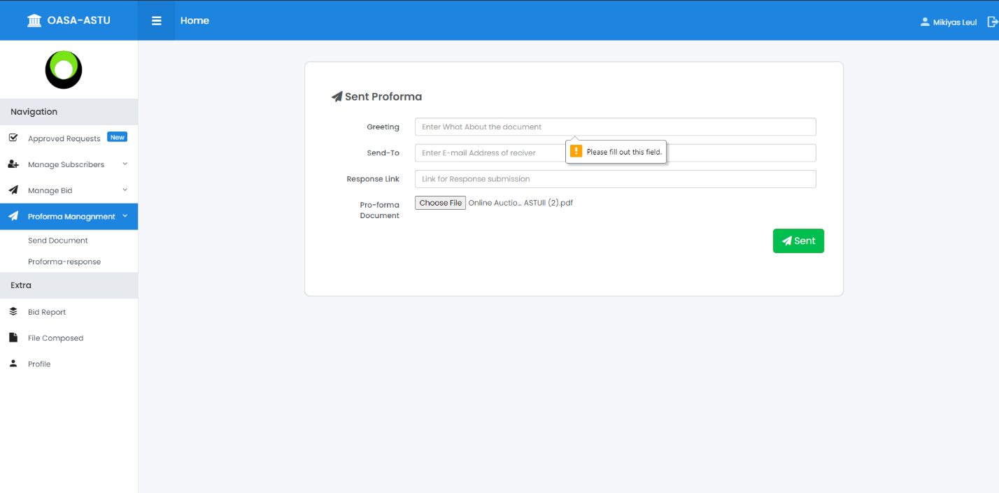 OASA-ASTU
Home
Mikiyas Leul
Navigation
Approved Requests New
Manage Subscribers
Manage Bid
Proforma Managnment
Send Document
Proforma-response
Extra
Bid Report
File Composed
Profile
Sent Proforma
Greeting
Enter What About the document
Please fill out this field.
Send-To
Enter E-mail Address of reciver
Response Link
Link for Response submission
Pro-forma
Document
Choose File Online Auctio... ASTUII (2).pdf
Sent